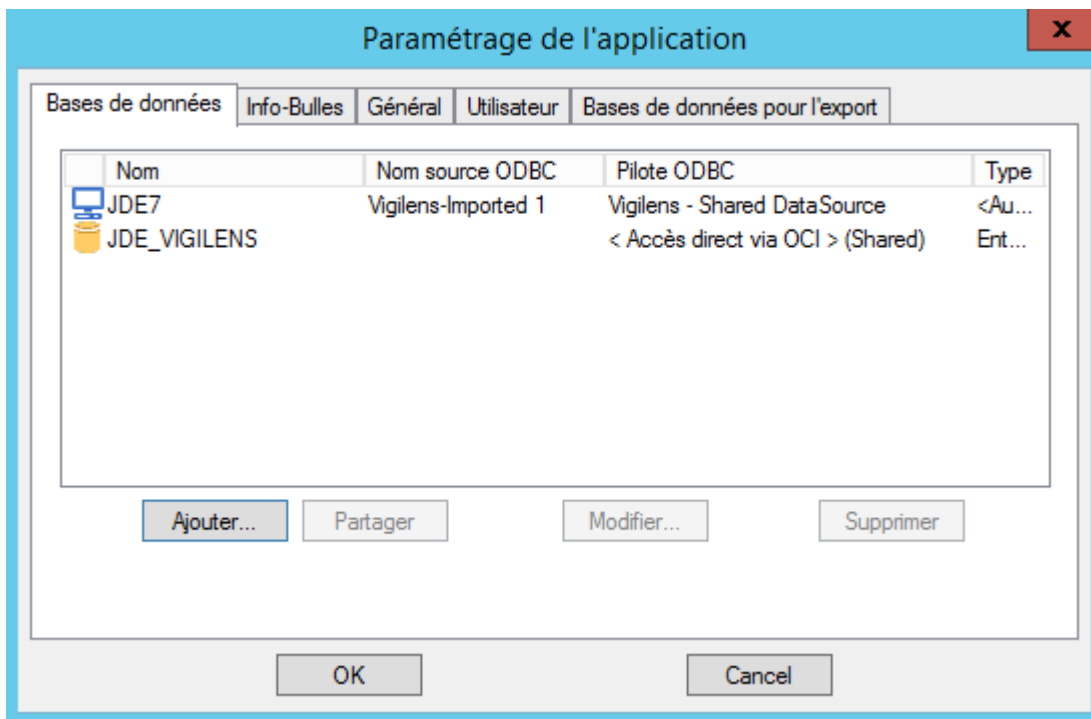 Paramétrage de l'application
x
Bases de données Info-Bulles Général Utilisateur Bases de données pour l'export
Nom Nom source ODBC Pilote ODBC Type
JDE7 Vigilens-Imported 1 Vigilens - Shared DataSource <Au...
JDE_VIGILENS < Accès direct via OCI > (Shared) Ent...
Ajouter... Partager Modifier... Supprimer
OK Cancel